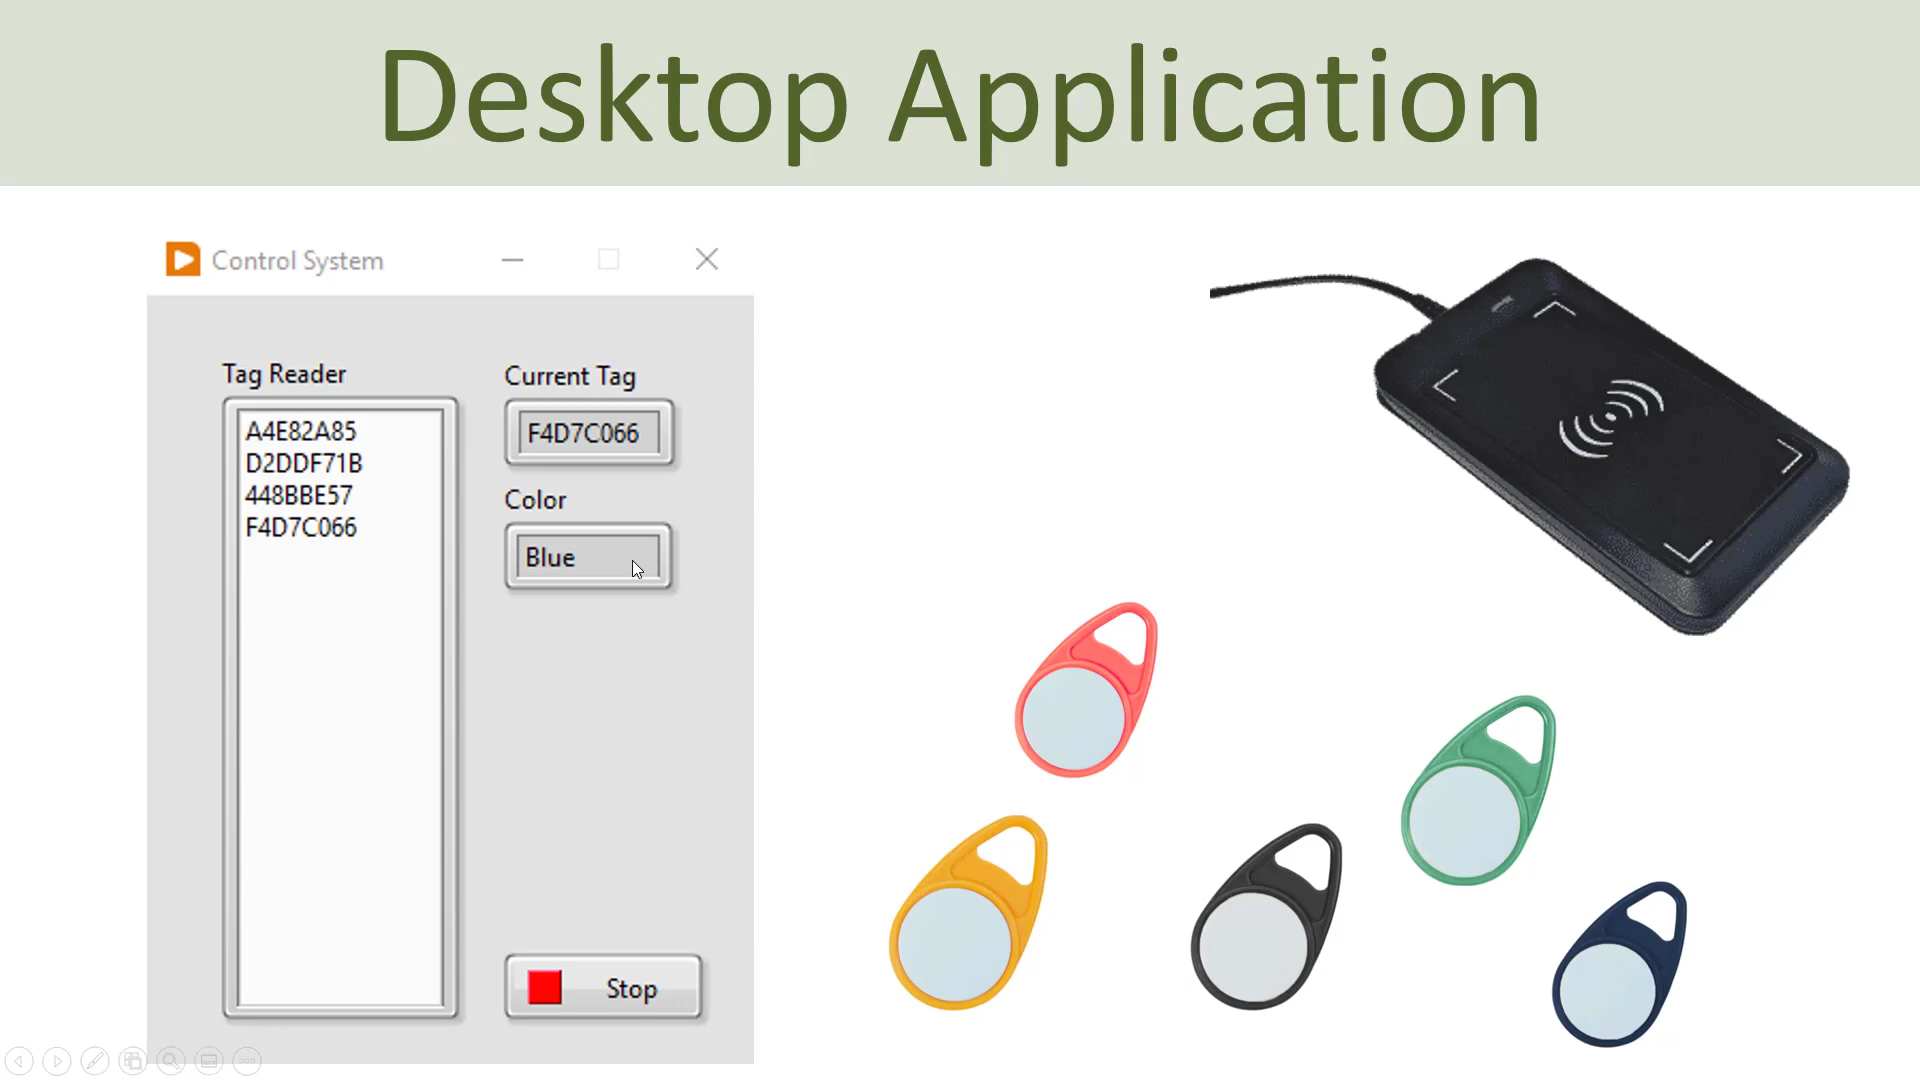 Desktop Application
Control System
Tag Reader
A4E82A85
D2DDF71B
448BBE57
F4D7C066
Current Tag
F4D7C066
Color
Blue
Stop